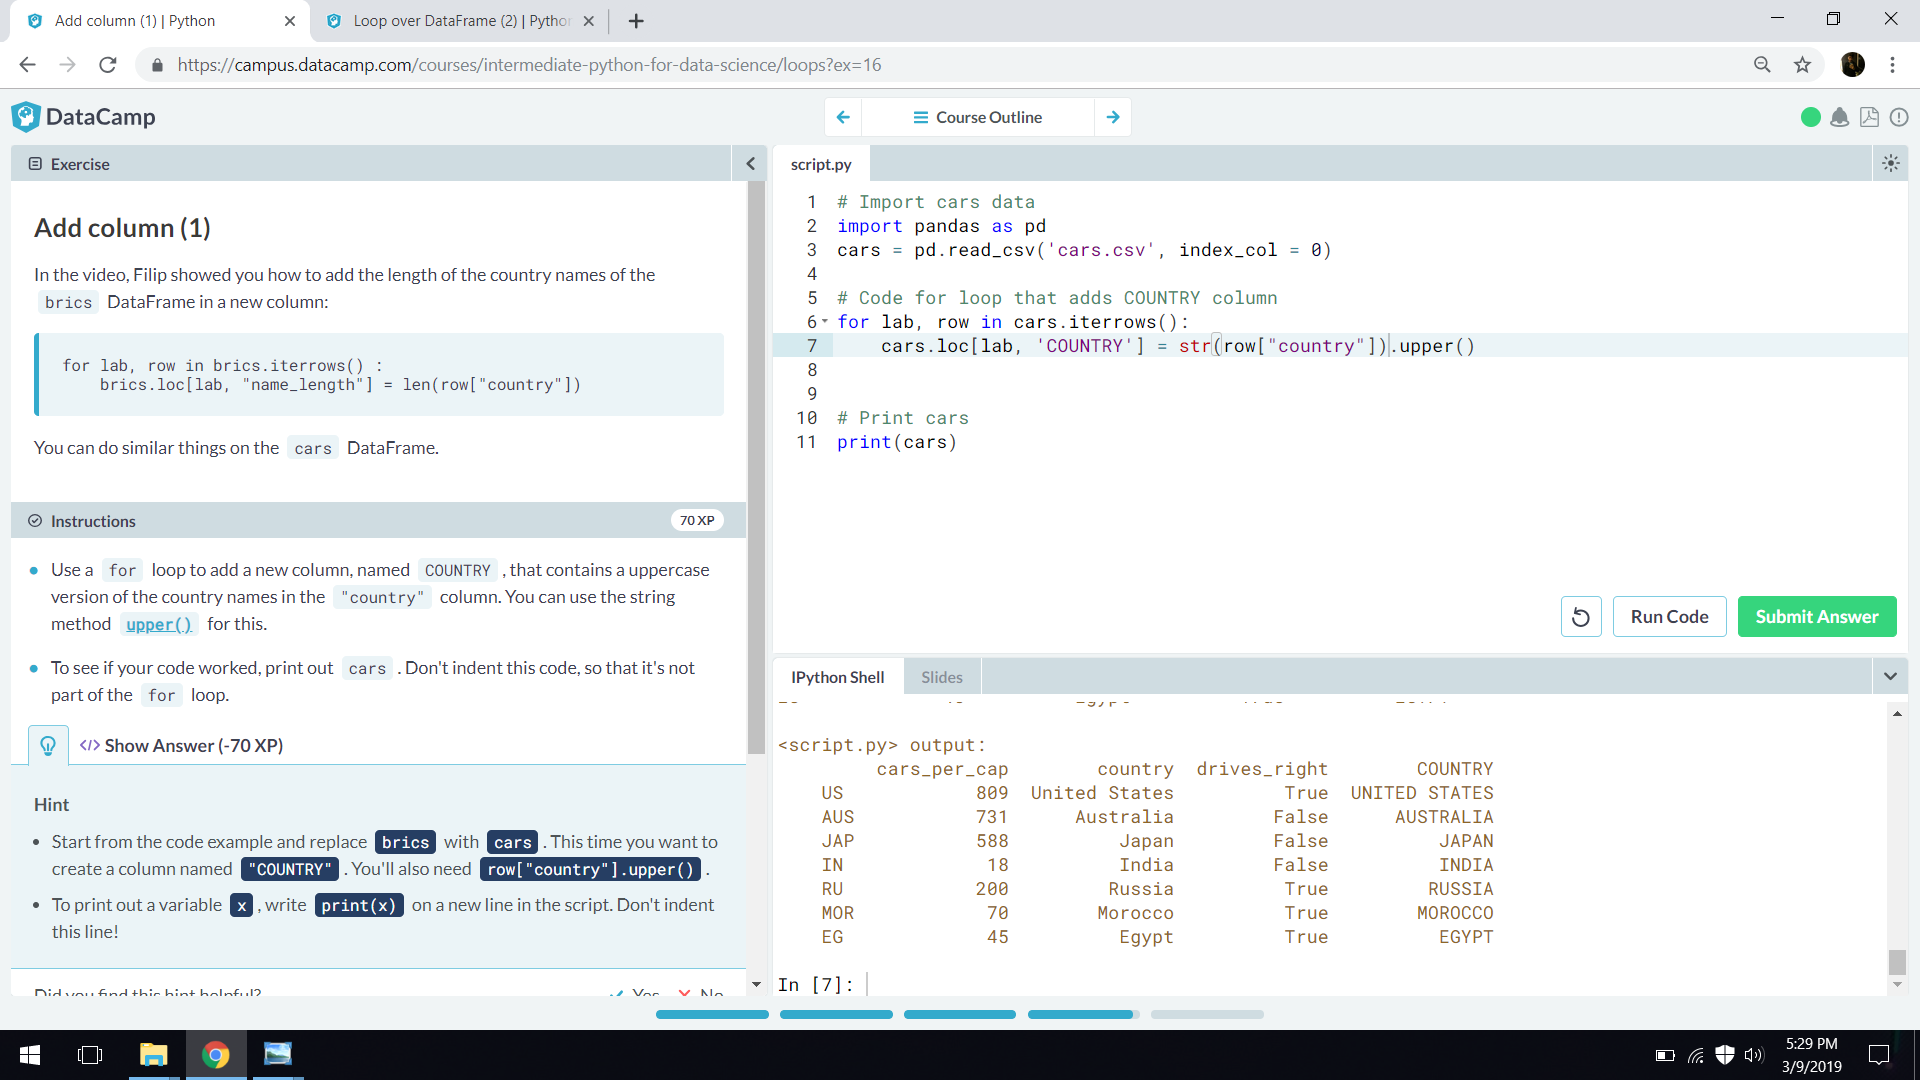 Add column (1) | Python
Loop over DataFrame (2) | Pytho
https://campus.datacamp.com/courses/intermediate-python-for-data-science/loops?ex=16
DataCamp
Course Outline
Exercise
Add column (1)
In the video, Filip showed you how to add the length of the country names of the
brics DataFrame in a new column:
for lab, row in brics.iterrows() :
    brics.loc[lab, "name_length"] = len(row["country"])
You can do similar things on the cars DataFrame.
Instructions
70 XP
Use a for loop to add a new column, named COUNTRY , that contains a uppercase
version of the country names in the "country" column. You can use the string
method upper() for this.
To see if your code worked, print out cars . Don't indent this code, so that it's not
part of the for loop.
</> Show Answer (-70 XP)
Hint
• Start from the code example and replace brics with cars . This time you want to
create a column named "COUNTRY" . You'll also need row["country"].upper() .
• To print out a variable x , write print(x) on a new line in the script. Don't indent
this line!
Did you find this hint helpful? Yes No
script.py
1 # Import cars data
2 import pandas as pd
3 cars = pd.read_csv('cars.csv', index_col = 0)
4
5 # Code for loop that adds COUNTRY column
6 for lab, row in cars.iterrows():
7     cars.loc[lab, 'COUNTRY'] = str(row["country"]).upper()
8
9
10 # Print cars
11 print(cars)
Run Code
Submit Answer
IPython Shell
Slides
<script.py> output:
cars_per_cap country drives_right COUNTRY
US 809 United States True UNITED STATES
AUS 731 Australia False AUSTRALIA
JAP 588 Japan False JAPAN
IN 18 India False INDIA
RU 200 Russia True RUSSIA
MOR 70 Morocco True MOROCCO
EG 45 Egypt True EGYPT
In [7]:
5:29 PM
3/9/2019